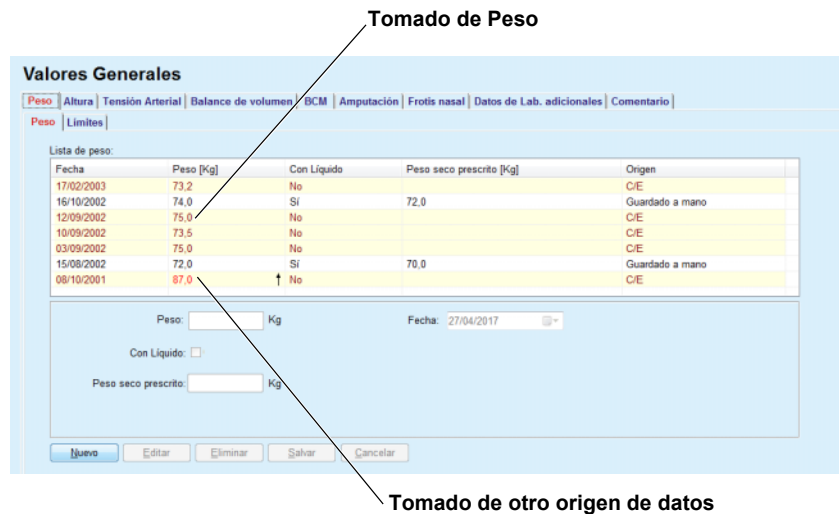 Tomado de Peso
Valores Generales
Peso Altura Tensión Arterial Balance de volumen BCM Amputación Frotis nasal Datos de Lab. adicionales Comentario
Peso Límites
Lista de peso:
Fecha Peso [Kg] Con Líquido Peso seco prescrito [Kg] Origen
17/02/2003 73,2 No C/E
16/10/2002 74,0 Sí 72,0 Guardado a mano
12/09/2002 75,0 No C/E
10/09/2002 73,5 No C/E
03/09/2002 75,0 No C/E
15/08/2002 72,0 Sí 70,0 Guardado a mano
08/10/2001 87,0 No C/E
Peso: Kg Fecha: 27/04/2017
Con Líquido:
Peso seco prescrito: Kg
Nuevo Editar Eliminar Salvar Cancelar
Tomado de otro origen de datos